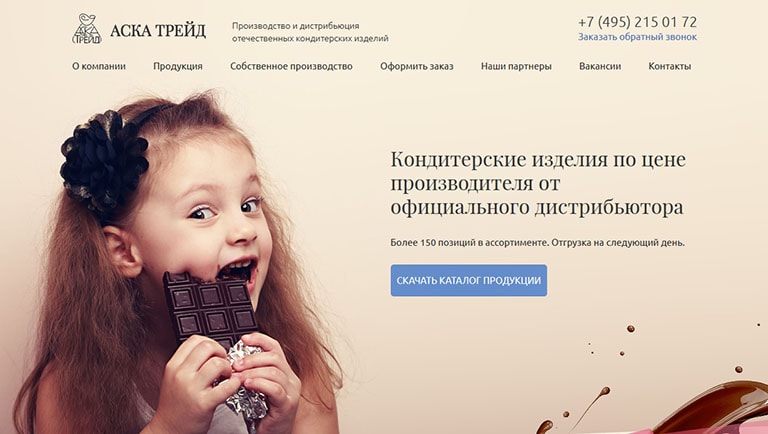 АСКА ТРЕЙД
АСКА ТРЕЙД
Производство и дистрибьюция
отечественных кондитерских изделий
+7 (495) 215 01 72
Заказать обратный звонок
О компании Продукция Собственное производство Оформить заказ Наши партнеры Вакансии Контакты
Кондитерские изделия по цене
производителя от
официального дистрибьютора
Более 150 позиций в ассортименте. Отгрузка на следующий день.
СКАЧАТЬ КАТАЛОГ ПРОДУКЦИИ